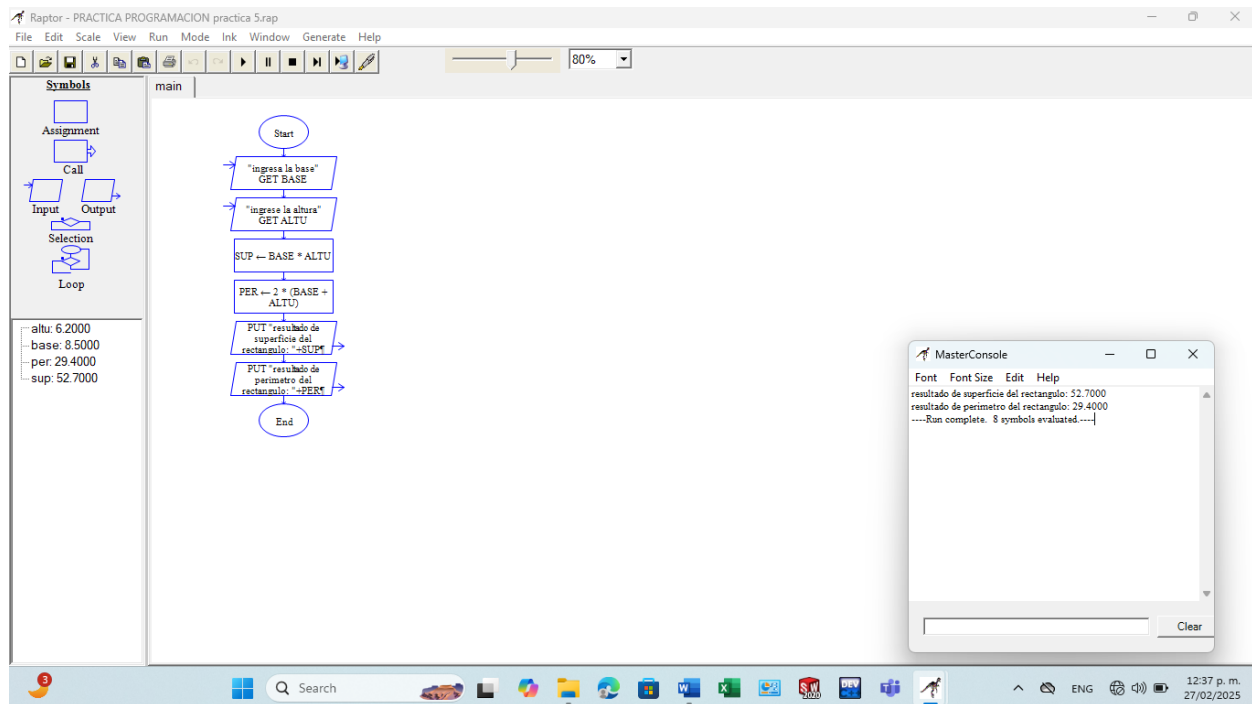 Raptor - PRACTICA PROGRAMACION practica 5.rap
File Edit Scale View Run Mode Ink Window Generate Help
80%
Symbols
Assignment
Call
Input Output
Selection
Loop
main
Start
"ingresa la base"
GET BASE
"ingrese la altura"
GET ALTU
SUP ← BASE * ALTU
PER ← 2 * (BASE +
ALTU)
PUT "resultado de
superficie del
rectangulo: "+SUP¶
PUT "resultado de
perimetro del
rectangulo: "+PER¶
End
altu: 6.2000
base: 8.5000
per: 29.4000
sup: 52.7000
MasterConsole
Font Font Size Edit Help
resultado de superficie del rectangulo: 52.7000
resultado de perimetro del rectangulo: 29.4000
----Run complete. 8 symbols evaluated.----
Clear
3
Search
SW
2020
DEV
ENG
12:37 p. m.
27/02/2025